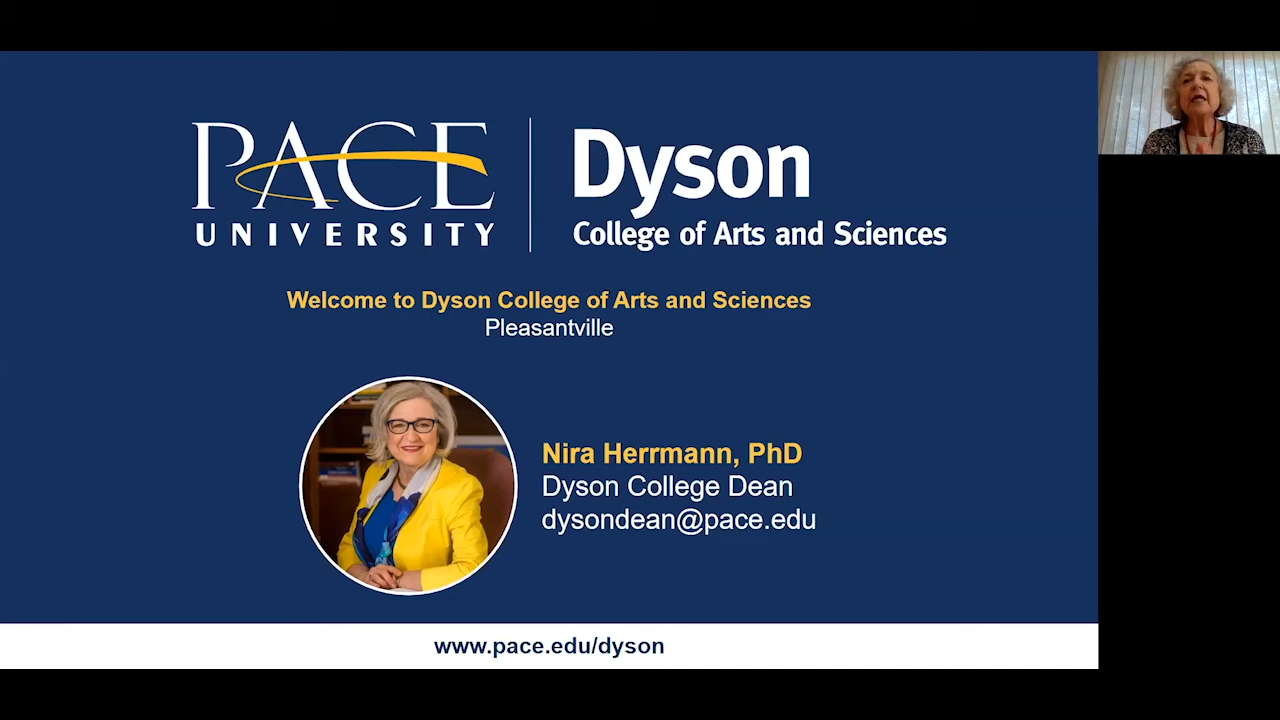 PACE
UNIVERSITY
Dyson
College of Arts and Sciences
Welcome to Dyson College of Arts and Sciences
Pleasantville
Nira Herrmann, PhD
Dyson College Dean
dysondean@pace.edu
www.pace.edu/dyson